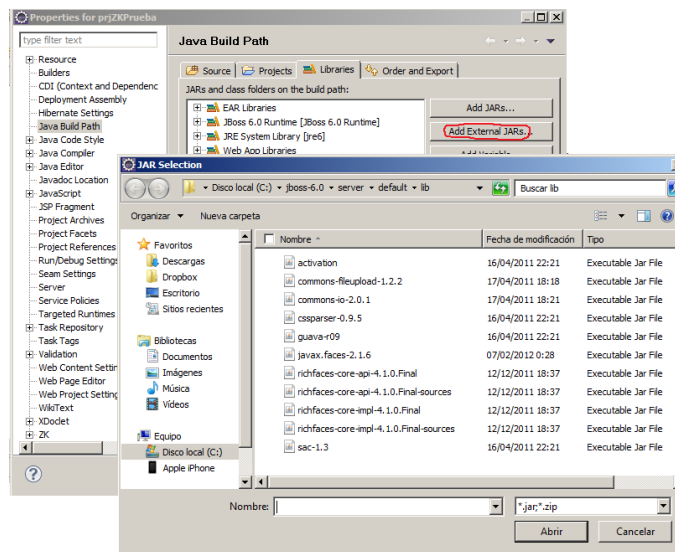 Properties for prjZKPrueba
type filter text
Java Build Path
Resource
Builders
CDI (Context and Dependenc
Deployment Assembly
Hibernate Settings
Java Build Path
Java Code Style
Java Compiler
Java Editor
Javadoc Location
JavaScript
JSP Fragment
Project Archives
Project Facets
Project References
Run/Debug Settings
Seam Settings
Server
Service Policies
Targeted Runtimes
Task Repository
Task Tags
Validation
Web Content Settin
Web Page Editor
Web Project Setting
WikiText
XDoclet
ZK
Source
Projects
Libraries
Order and Export
JARs and class folders on the build path:
EAR Libraries
JBoss 6.0 Runtime [JBoss 6.0 Runtime]
JRE System Library [jre6]
Web App Libraries
Add JARs...
Add External JARs...
Add Variable
JAR Selection
Disco local (C:) jboss-6.0 server default lib
Buscar lib
Organizar Nueva carpeta
Favoritos
Descargas
Dropbox
Escritorio
Sitios recientes
Bibliotecas
Documentos
Imágenes
Música
Vídeos
Equipo
Disco local (C:)
Apple iPhone
Nombre Fecha de modificación Tipo
activation 16/04/2011 22:21 Executable Jar File
commons-fileupload-1.2.2 17/04/2011 18:18 Executable Jar File
commons-io-2.0.1 17/04/2011 18:21 Executable Jar File
cssparser-0.9.5 16/04/2011 22:21 Executable Jar File
guava-r09 16/04/2011 22:21 Executable Jar File
javax.faces-2.1.6 07/02/2012 0:28 Executable Jar File
richfaces-core-api-4.1.0.Final 12/12/2011 18:37 Executable Jar File
richfaces-core-api-4.1.0.Final-sources 12/12/2011 18:37 Executable Jar File
richfaces-core-impl-4.1.0.Final 12/12/2011 18:37 Executable Jar File
richfaces-core-impl-4.1.0.Final-sources 12/12/2011 18:37 Executable Jar File
sac-1.3 16/04/2011 22:21 Executable Jar File
Nombre:
*.jar;*.zip
Abrir
Cancelar